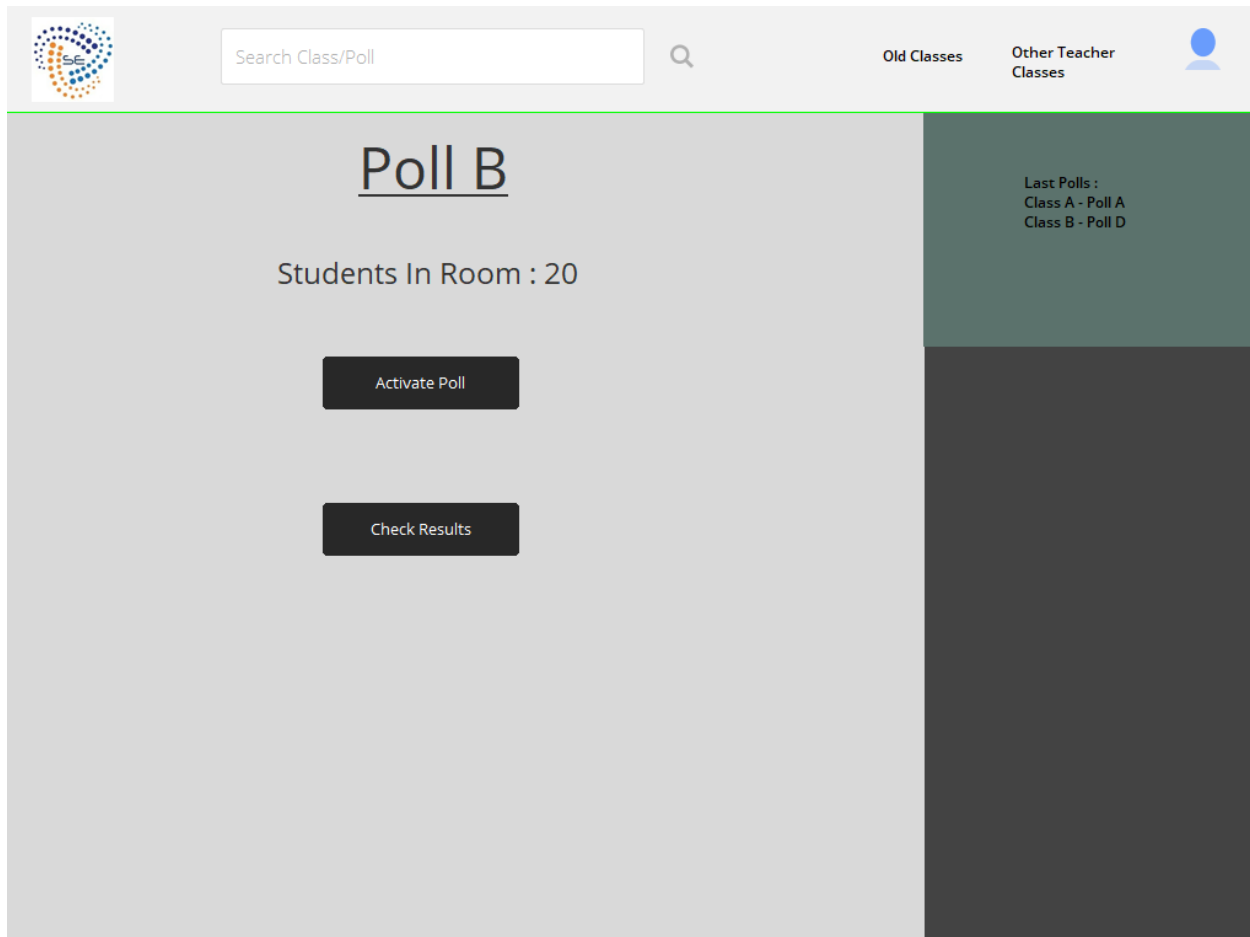 SE
Search Class/Poll
Old Classes
Other Teacher
Classes
Poll B
Students In Room : 20
Activate Poll
Check Results
Last Polls :
Class A - Poll A
Class B - Poll D